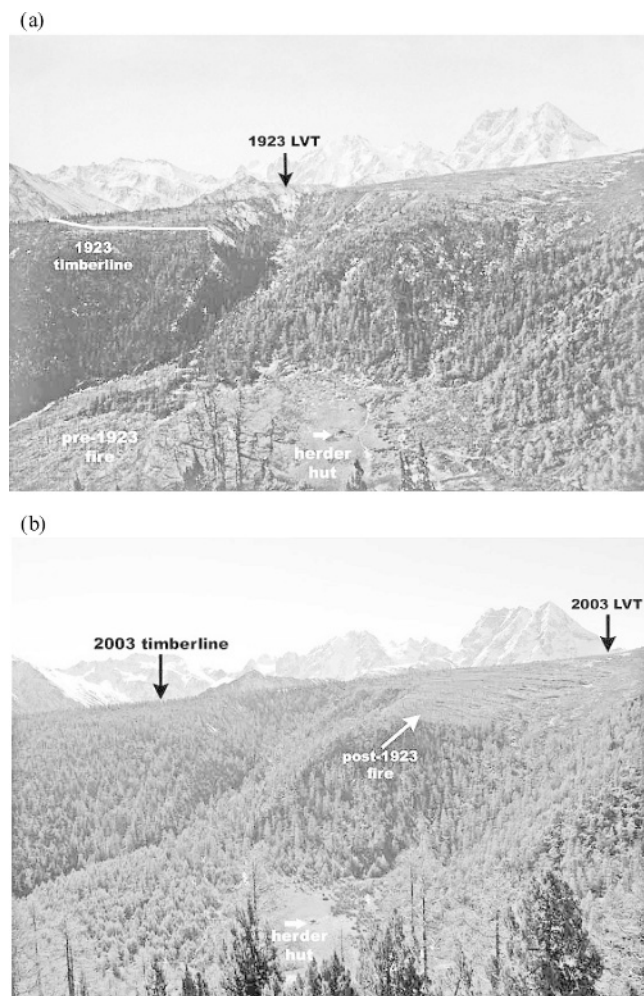 (a)
1923 LVT
1923
timberline
pre-1923
fire
herder
hut
(b)
2003 LVT
2003 timberline
post-1923
fire
herder
hut